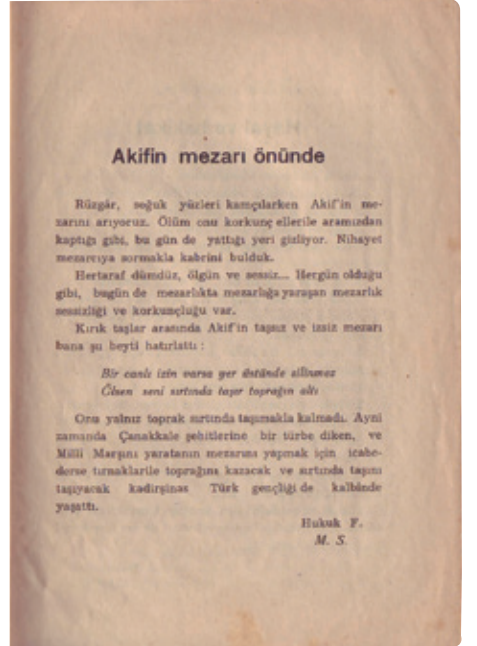 Akifin mezarı önünde
Rüzgâr, soğuk yüzleri kamçılarken Akif'in me-
zarını arıyoruz. Ölüm onu korkunç ellerile aramızdan
kaptığı gibi, bu gün de yattığı yeri gizliyor. Nihayet
mezarcıya sormakla kabrini bulduk.
Hertaraf dümdüz, ölgün ve sessiz... Hergün olduğu
gibi, bugün de mezarlıkta mezarlığa yaraşan mezarlık
sessizliği ve korkunçluğu var.
Kırık taşlar arasında Akif'in taşsız ve izsiz mezarı
bana şu beyti hatırlattı :
Bir canlı izin varsa yer üstünde silinmez
Ölsen seni sırtında taşır toprağın altı
Onu yalnız toprak sırtında taşımakla kalmadı. Ayni
zamanda Çanakkale şehitlerine bir türbe diken, ve
Milli Marşını yaratanın mezarını yapmak için icabe-
derse tırnaklarile toprağını kazacak ve sırtında taşını
taşıyacak kadirşinas Türk gençliği de kalbinde
yaşattı.
Hukuk F.
M. S.